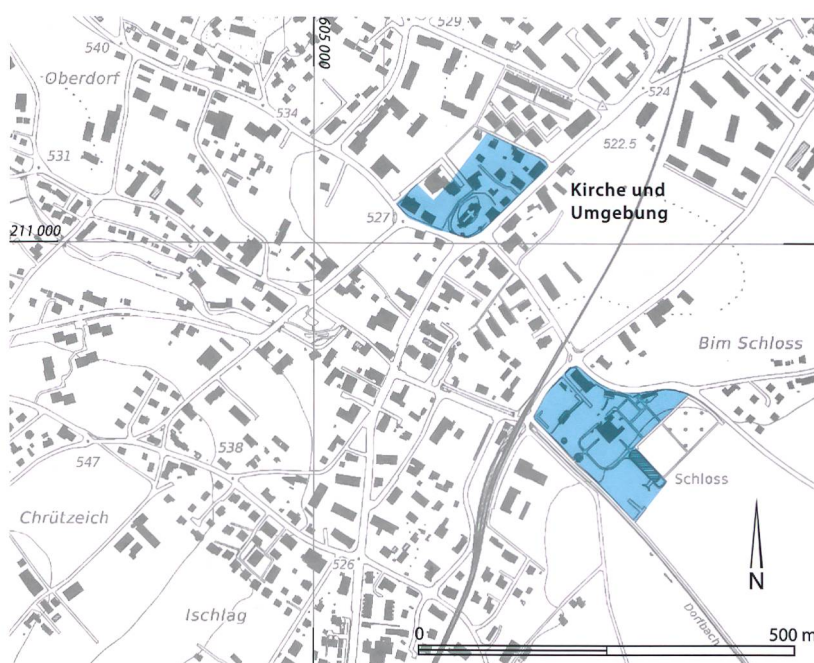 529
605 000
540
Oberdorf
534
524
522.5
531
Kirche und
Umgebung
527
211 000
Bim Schloss
538
547
Schloss
Chrützeich
526
N
Ischlag
Dorfbach
0
500 m